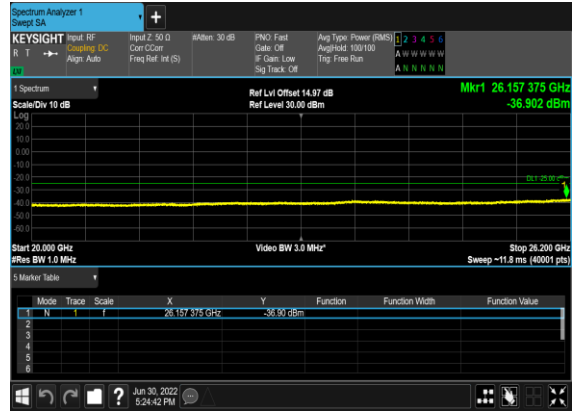 Spectrum Analyzer 1
Swept SA
+
KEYSIGHT Input: RF Input Z: 50 Ω #Atten: 30 dB PNO: Fast Avg Type: Power (RMS) 1 2 3 4 5 6
R T Coupling: DC Corr CCorr Gate: Off Avg|Hold: 100/100 A W W W W W
Align: Auto Freq Ref: Int (S) IF Gain: Low Trig: Free Run
Sig Track: Off A N N N N N
1 Spectrum Ref Lvl Offset 14.97 dB Mkr1 26.157 375 GHz
Scale/Div 10 dB Ref Level 30.00 dBm -36.902 dBm
Log
20.0
10.0
0.00
-10.0
-20.0
-30.0
-40.0
-50.0
-60.0
1
Start 20.000 GHz Video BW 3.0 MHz* Stop 26.200 GHz
#Res BW 1.0 MHz Sweep ~11.8 ms (40001 pts)
5 Marker Table
Mode Trace Scale X Y Function Function Width Function Value
1 N 1 f 26.157 375 GHz -36.90 dBm
2
3
4
5
6
? Jun 30, 2022
5:24:42 PM